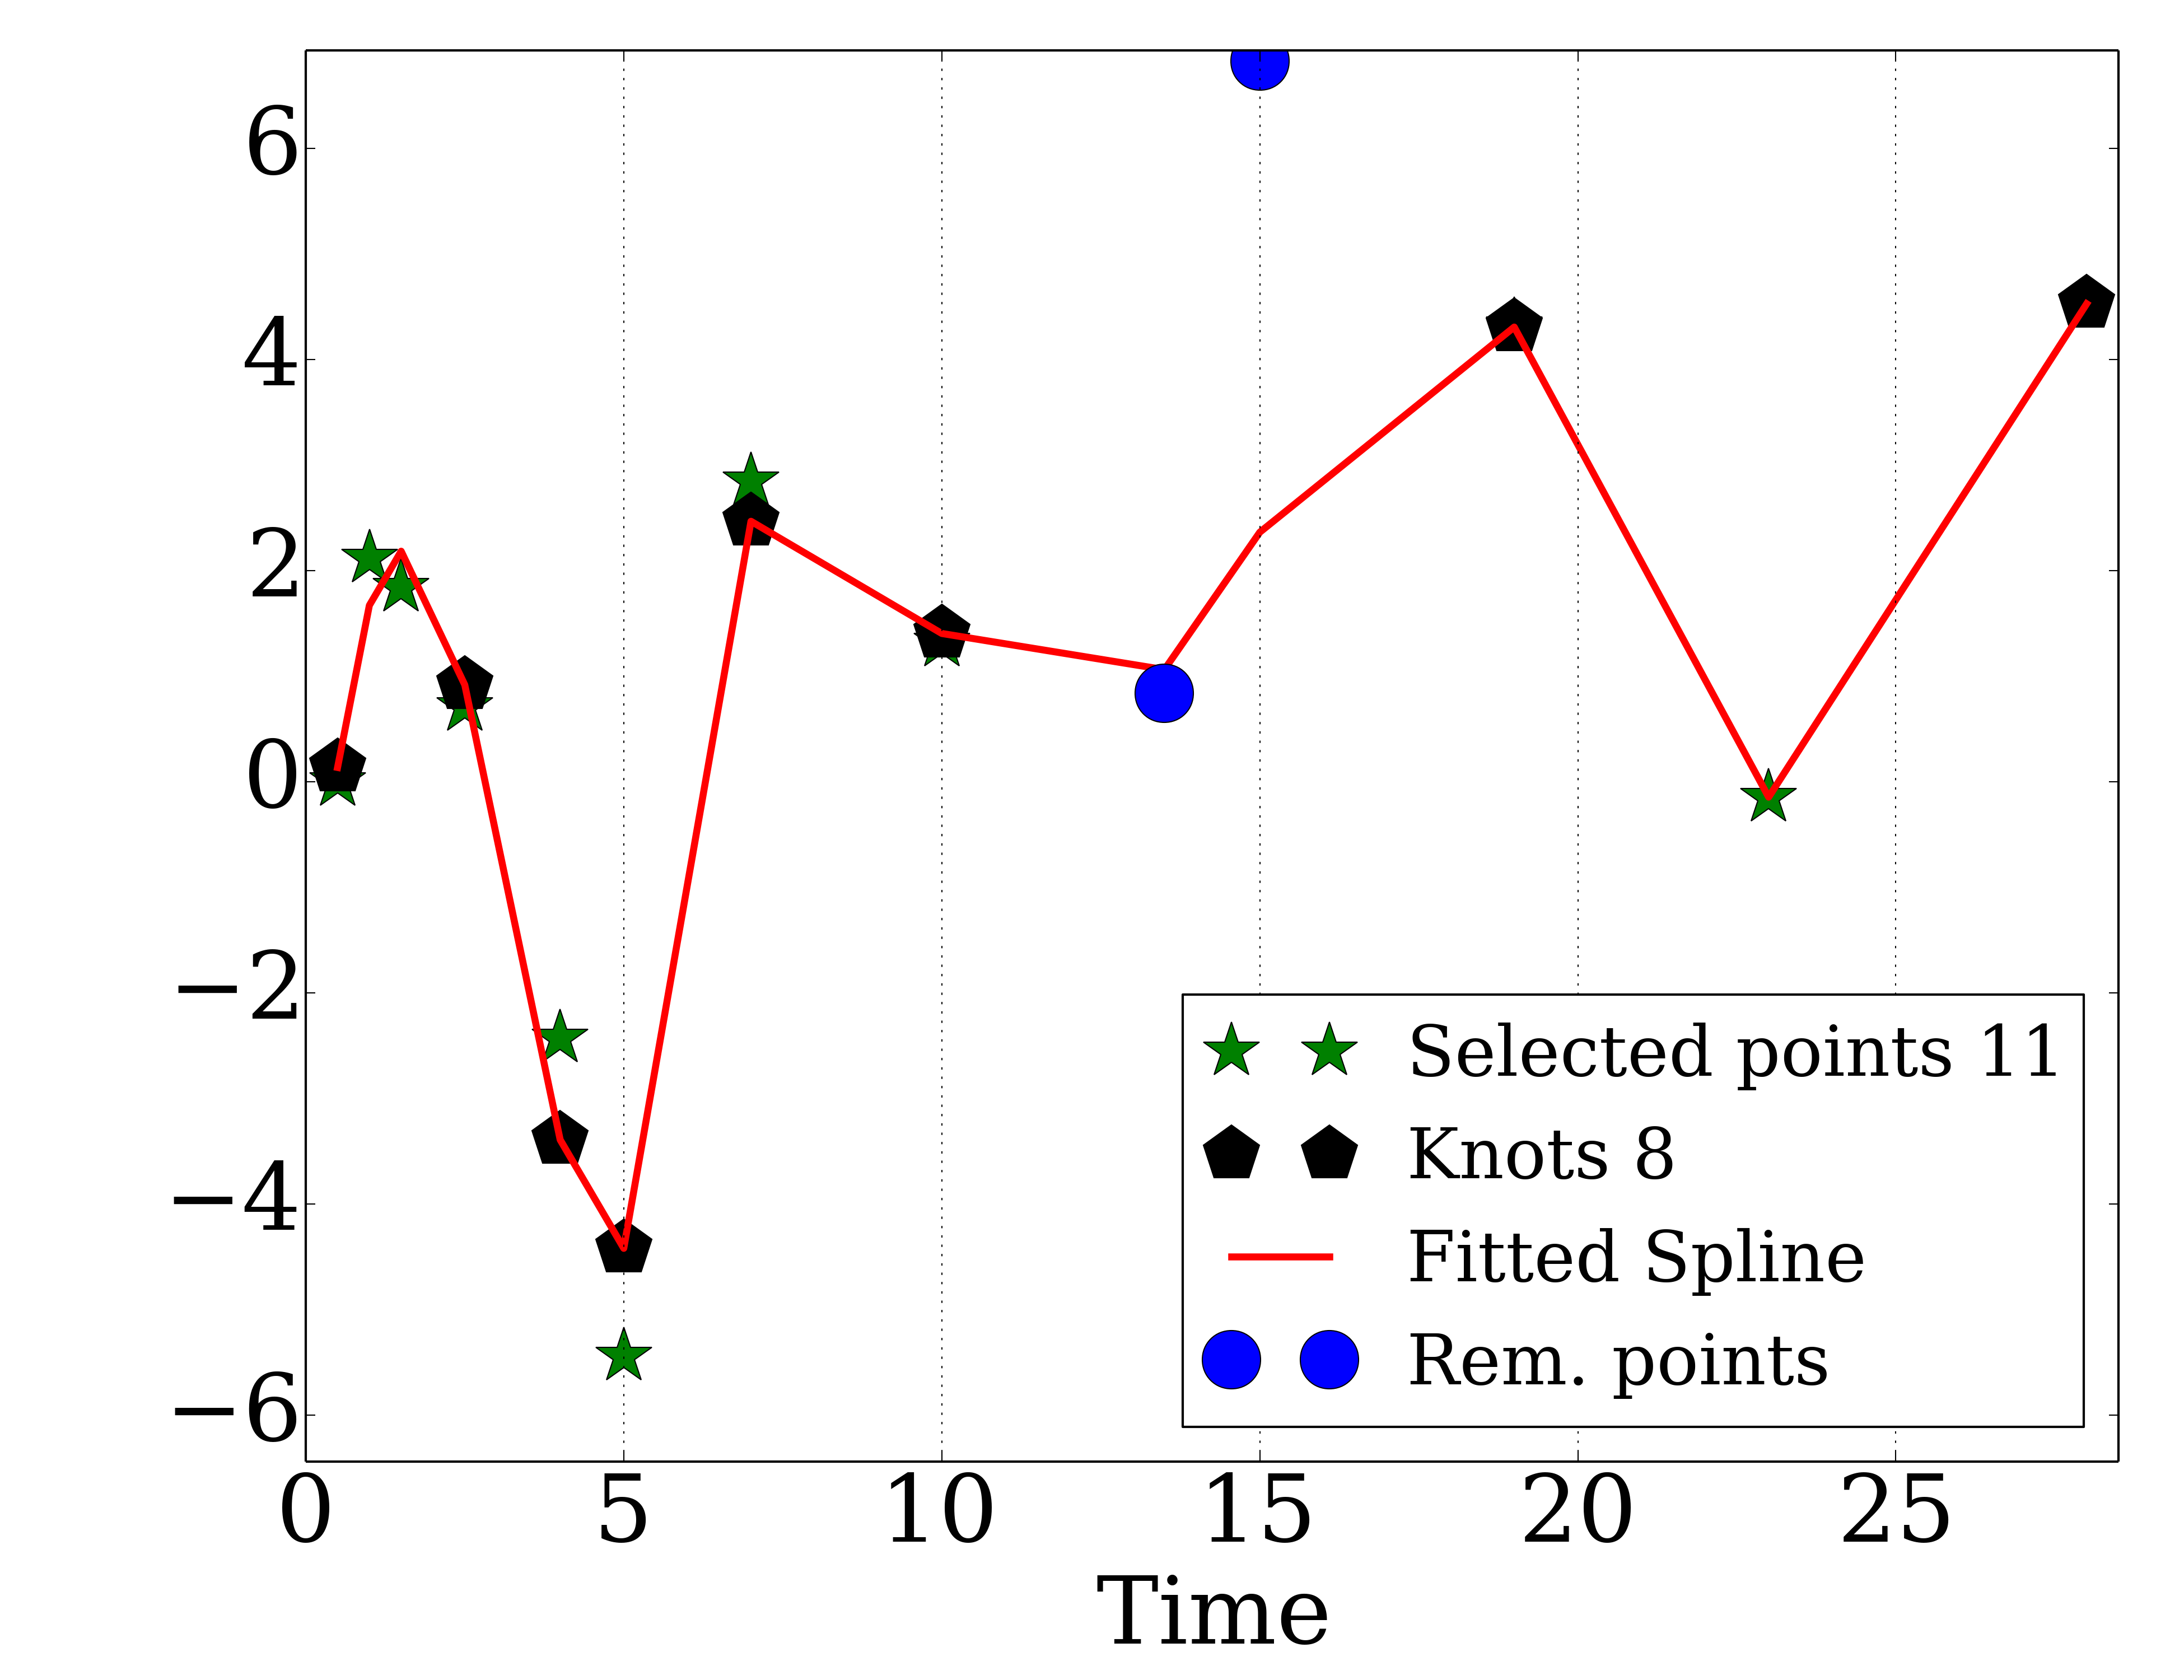 6
4
2
0
−2
−4
−6
Selected points 11
Knots 8
Fitted Spline
Rem. points
0 5 10 15 20 25
Time